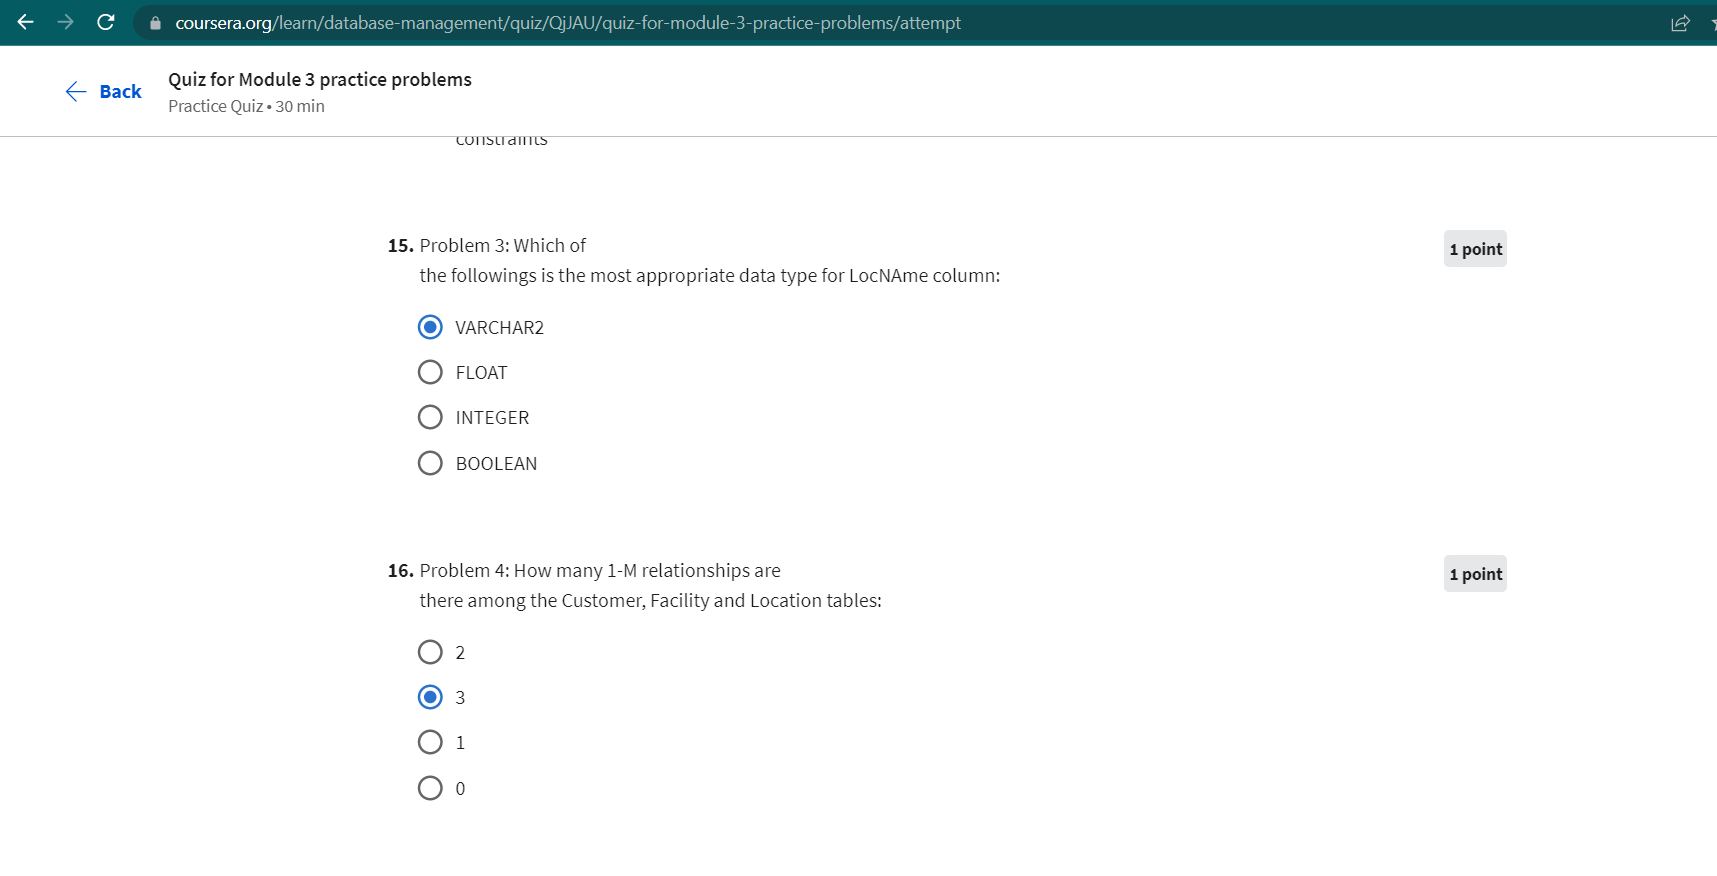 coursera.org/learn/database-management/quiz/QjJAU/quiz-for-module-3-practice-problems/attempt
Back
Quiz for Module 3 practice problems
Practice Quiz • 30 min
constraints
15. Problem 3: Which of
the followings is the most appropriate data type for LocNAme column:
1 point
VARCHAR2
FLOAT
INTEGER
BOOLEAN
16. Problem 4: How many 1-M relationships are
there among the Customer, Facility and Location tables:
1 point
2
3
1
0